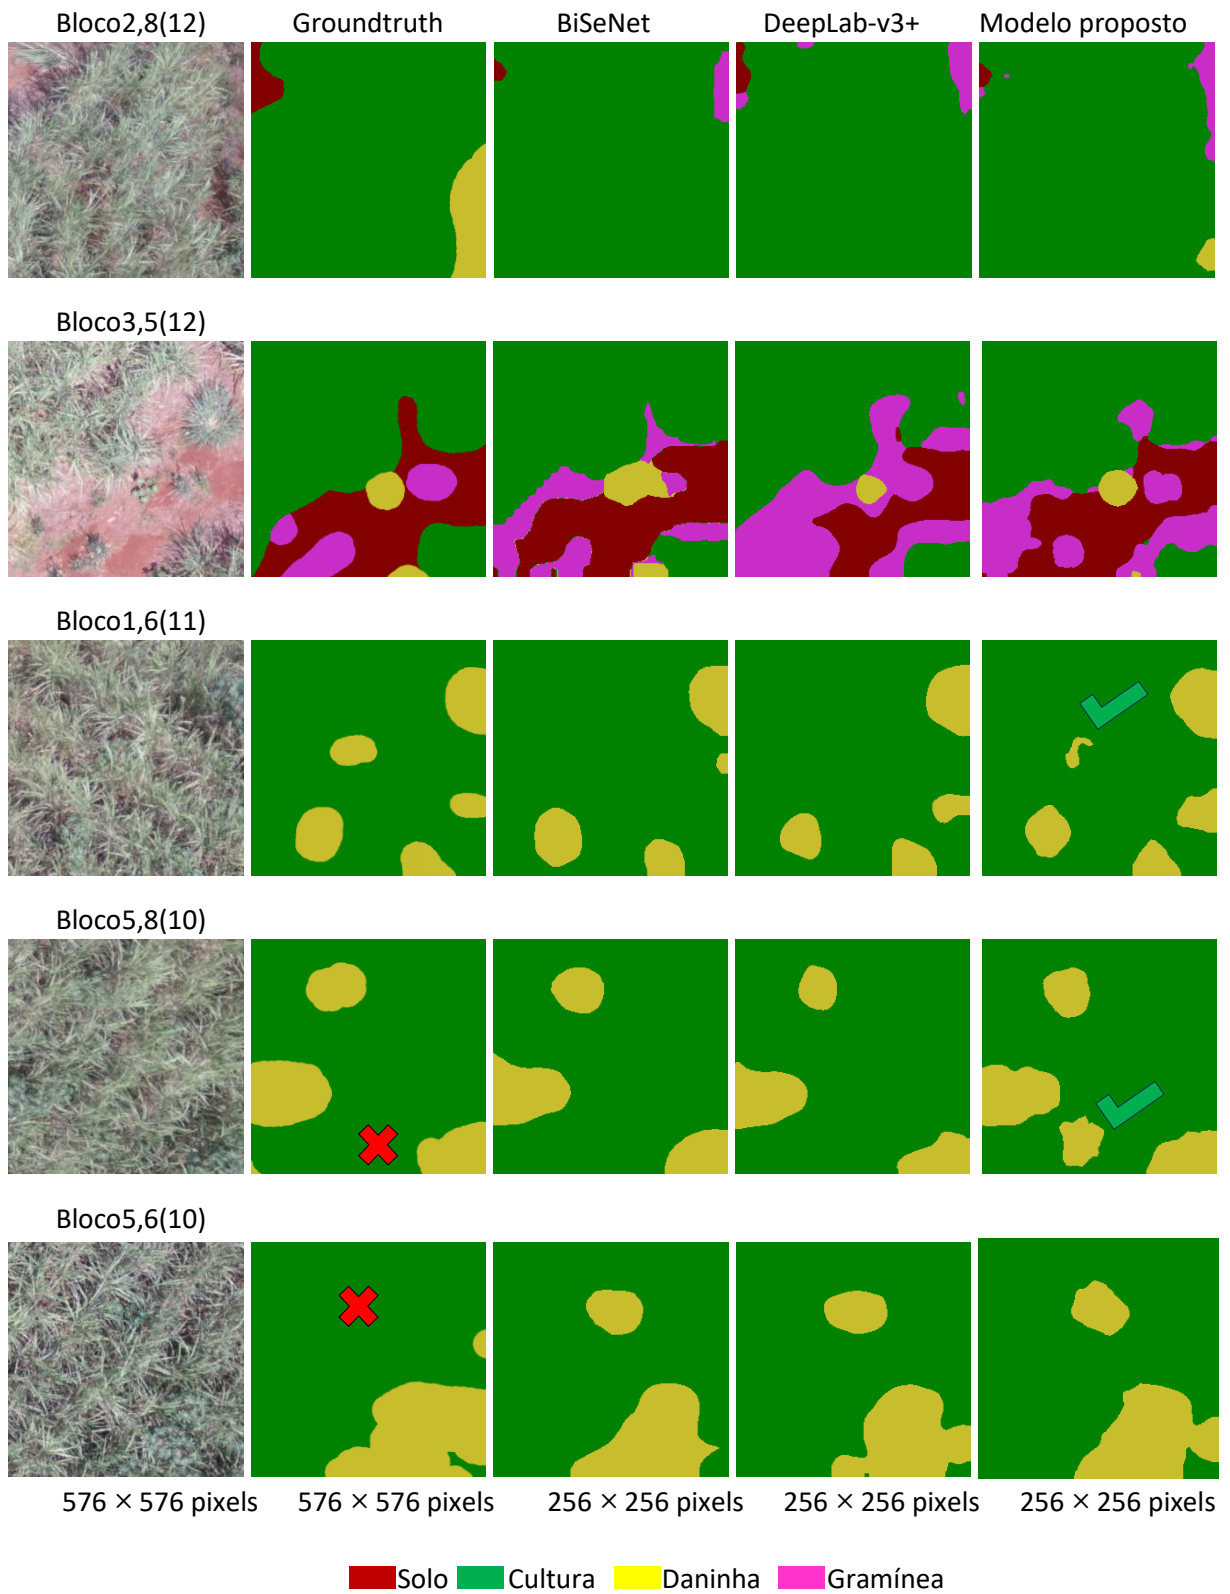 Bloco2,8(12) Groundtruth BiSeNet DeepLab-v3+ Modelo proposto
Bloco3,5(12)
Bloco1,6(11)
Bloco5,8(10)
Bloco5,6(10)
576 × 576 pixels 576 × 576 pixels 256 × 256 pixels 256 × 256 pixels 256 × 256 pixels
Solo Cultura Daninha Gramínea